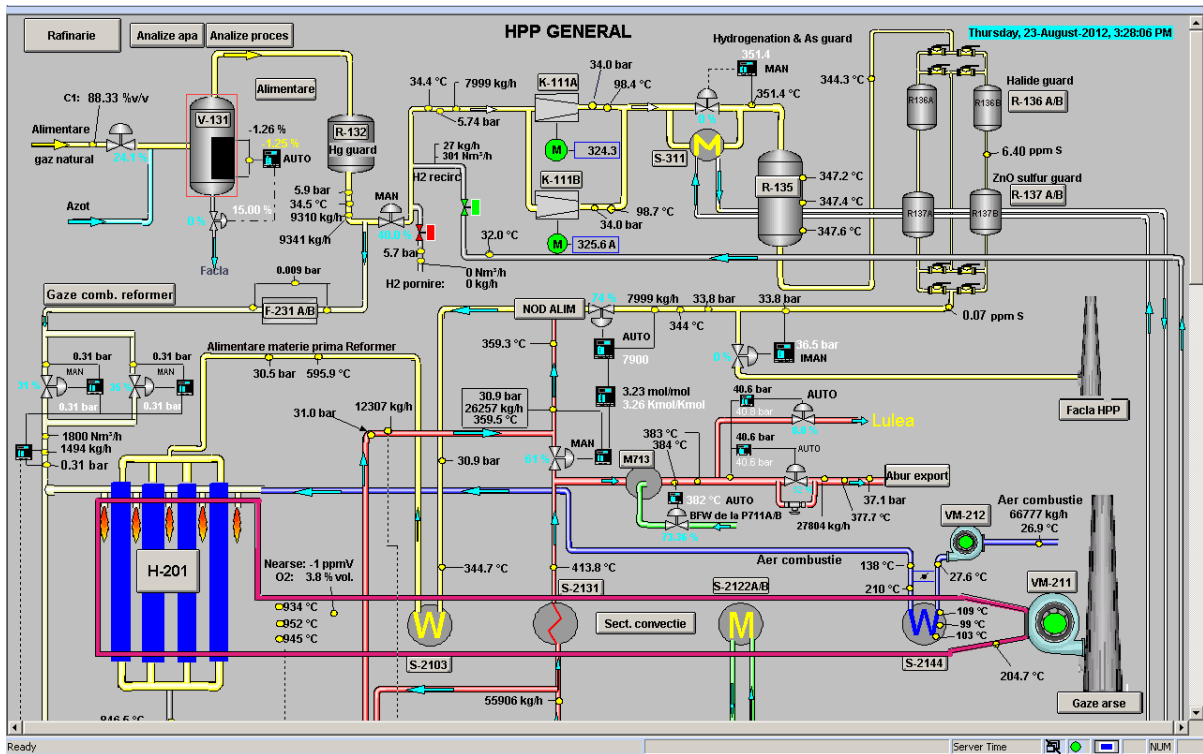 Rafinarie
Analize apa
Analize proces
HPP GENERAL
Thursday, 23-August-2012, 3:28:06 PM
Hydrogenation & As guard
351.4
MAN
351.4 °C
8 %
344.3 °C
Halide guard
R-136 A/B
R136A
R136B
6.40 ppm S
ZnO sulfur guard
R-137 A/B
R137A
R137B
0.07 ppm S
C1:
88.33 %v/v
Alimentare
gaz natural
24.1 %
Azot
V-131
Alimentare
-1.26 %
-1.25 %
AUTO
15.00 %
0 %
Facla
R-132
Hg guard
5.9 bar
34.5 °C
9310 kg/h
9341 kg/h
MAN
40.0 %
34.4 °C
7999 kg/h
5.74 bar
27 kg/h
301 Nm³/h
H2 recirc
5.7 bar
0 Nm³/h
H2 pornire:
0 kg/h
32.0 °C
K-111A
34.0 bar
98.4 °C
M
324.3
K-111B
98.7 °C
34.0 bar
M
325.6 A
S-311
M
R-135
347.2 °C
347.4 °C
347.6 °C
0.009 bar
F-231 A/B
Gaze comb. reformer
0.31 bar
MAN
0.31 bar
31 %
0.31 bar
MAN
0.31 bar
35 %
1800 Nm³/h
1494 kg/h
0.31 bar
Alimentare materie prima Reformer
30.5 bar
595.9 °C
NOD ALIM
74 %
7999 kg/h
33,8 bar
344 °C
33.8 bar
AUTO
7900
36.5 bar
IMAN
0 %
Facla HPP
359.3 °C
3.23 mol/mol
3.26 Kmol/Kmol
30.9 bar
26257 kg/h
359.5 °C
MAN
61 %
31.0 bar
12307 kg/h
30.9 bar
40.6 bar
AUTO
40.8 bar
Lulea
40.6 bar
AUTO
40.6 bar
M713
383 °C
384 °C
382 °C
AUTO
BFW de la P711A/B
73.36 %
Abur export
37.1 bar
377.7 °C
27804 kg/h
H-201
Nearse: -1 ppmV
O2: 3.8 % vol.
934 °C
952 °C
945 °C
846.5 °C
344.7 °C
W
S-2103
413.8 °C
S-2131
Sect. convectie
55906 kg/h
S-2122A/B
M
Aer combustie
138 °C
210 °C
W
S-2144
109 °C
99 °C
103 °C
27.6 °C
VM-212
Aer combustie
66777 kg/h
26.9 °C
VM-211
204.7 °C
Gaze arse
Ready
Server Time
NUM